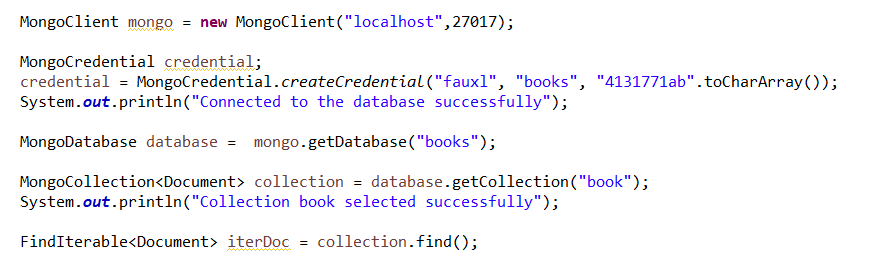 MongoClient mongo = new MongoClient("localhost",27017);
MongoCredential credential;
credential = MongoCredential.createCredential("fauxl", "books", "4131771ab".toCharArray());
System.out.println("Connected to the database successfully");
MongoDatabase database =  mongo.getDatabase("books");
MongoCollection<Document> collection = database.getCollection("book");
System.out.println("Collection book selected successfully");
FindIterable<Document> iterDoc = collection.find();